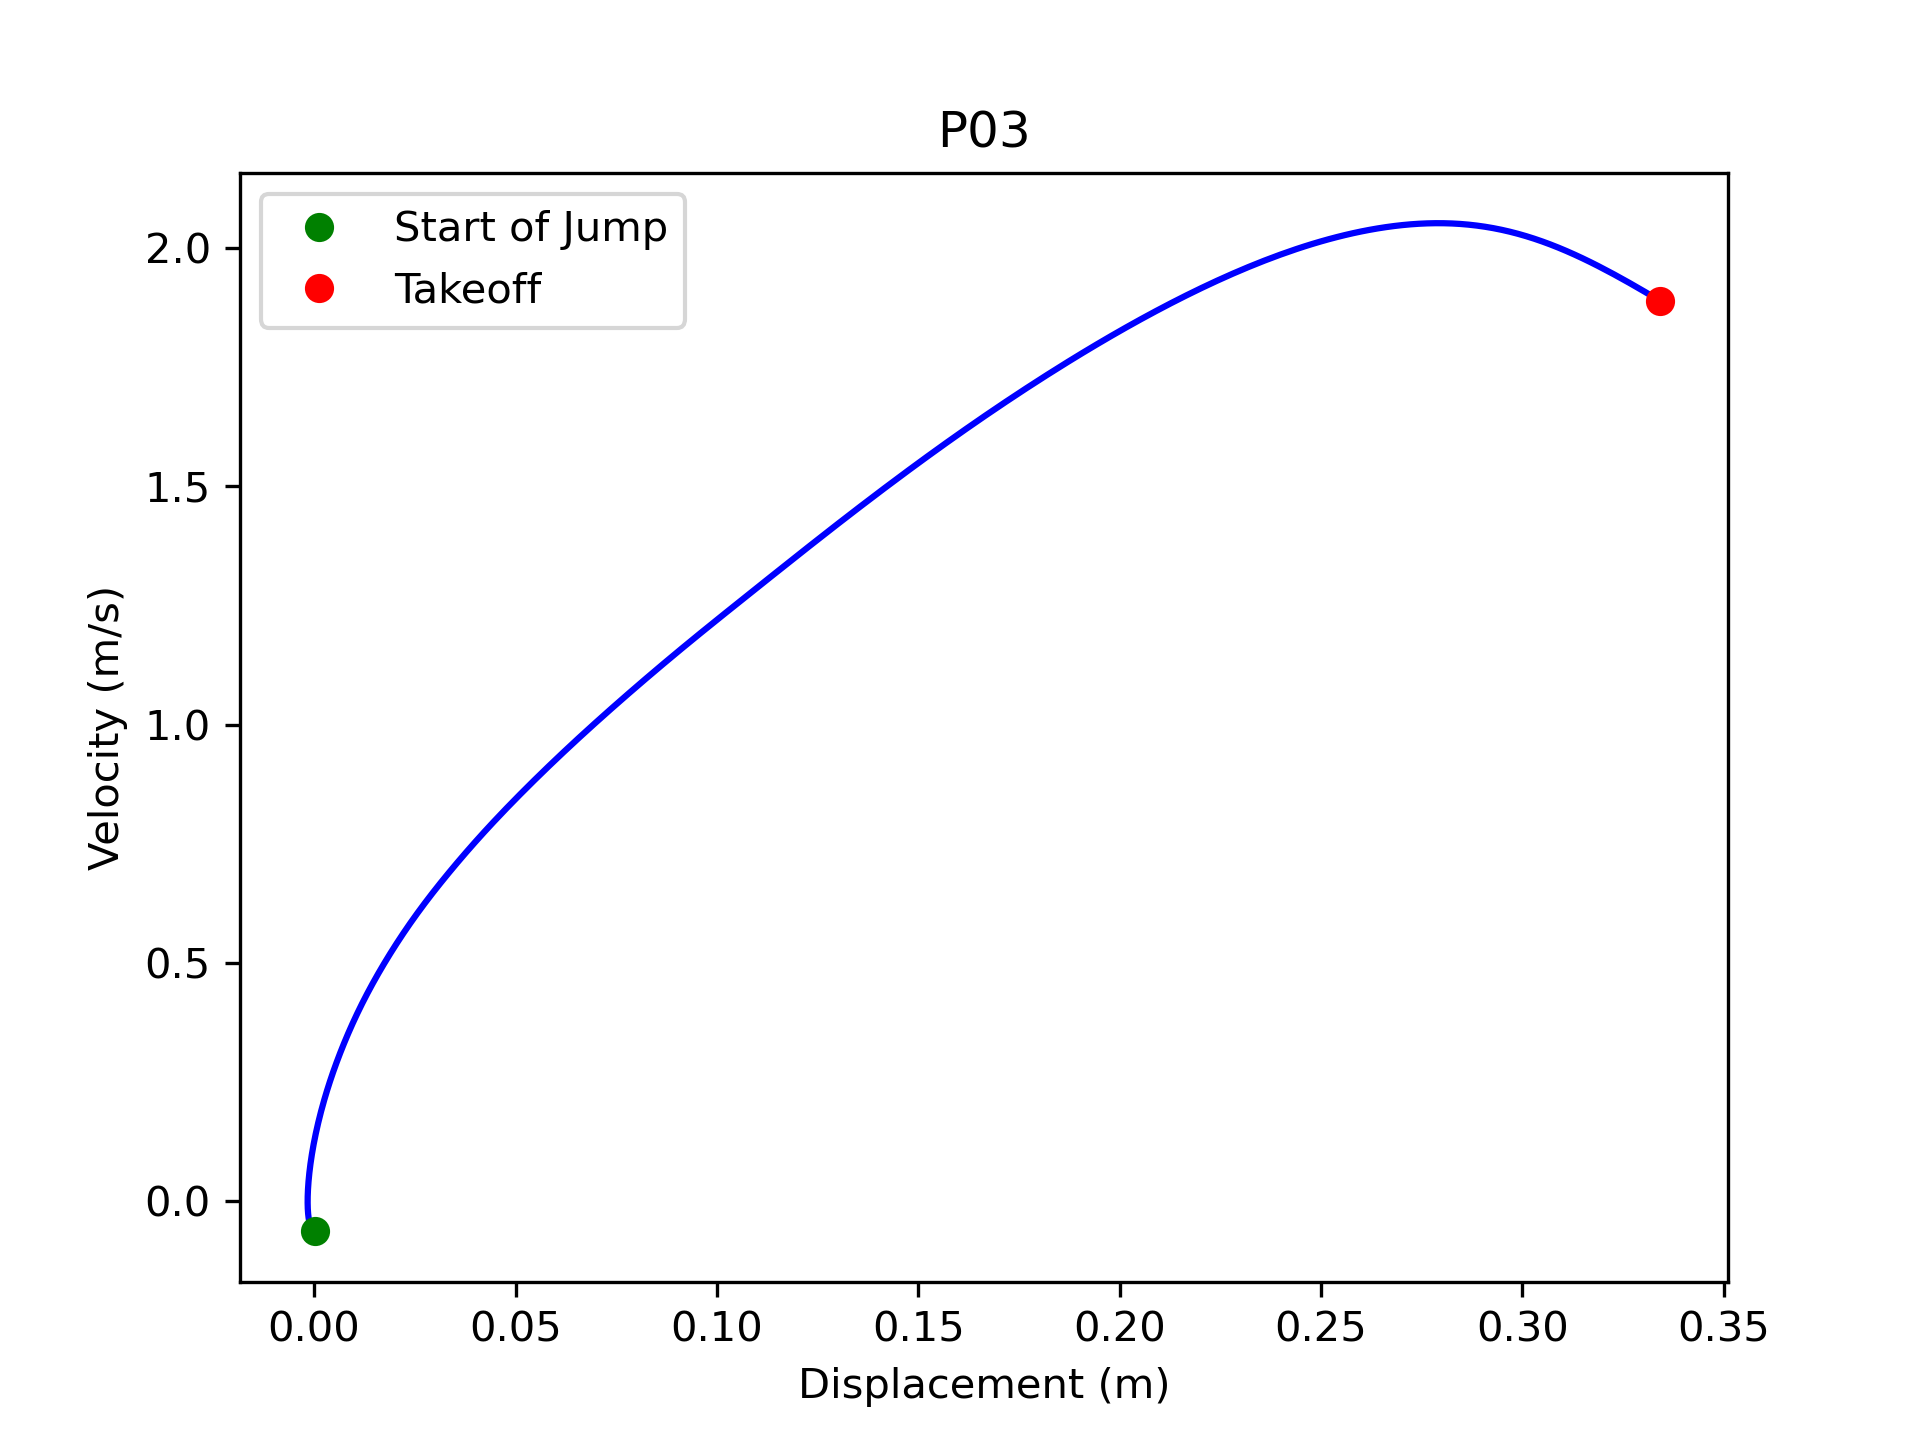 P03
Start of Jump
Takeoff
2.0
1.5
1.0
0.5
0.0
Velocity (m/s)
0.00 0.05 0.10 0.15 0.20 0.25 0.30 0.35
Displacement (m)